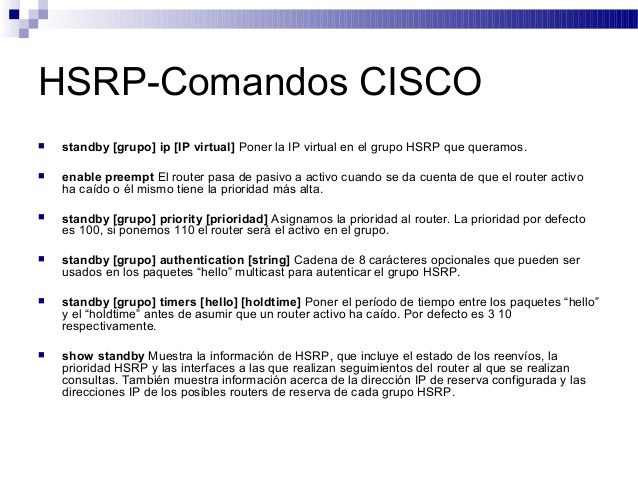 HSRP-Comandos CISCO
standby [grupo] ip [IP virtual] Poner la IP virtual en el grupo HSRP que queramos.
enable preempt El router pasa de pasivo a activo cuando se da cuenta de que el router activo
ha caído o él mismo tiene la prioridad más alta.
standby [grupo] priority [prioridad] Asignamos la prioridad al router. La prioridad por defecto
es 100, si ponemos 110 el router será el activo en el grupo.
standby [grupo] authentication [string] Cadena de 8 carácteres opcionales que pueden ser
usados en los paquetes “hello” multicast para autenticar el grupo HSRP.
standby [grupo] timers [hello] [holdtime] Poner el período de tiempo entre los paquetes “hello”
y el “holdtime” antes de asumir que un router activo ha caído. Por defecto es 3 10
respectivamente.
show standby Muestra la información de HSRP, que incluye el estado de los reenvíos, la
prioridad HSRP y las interfaces a las que realizan seguimientos del router al que se realizan
consultas. También muestra información acerca de la dirección IP de reserva configurada y las
direcciones IP de los posibles routers de reserva de cada grupo HSRP.